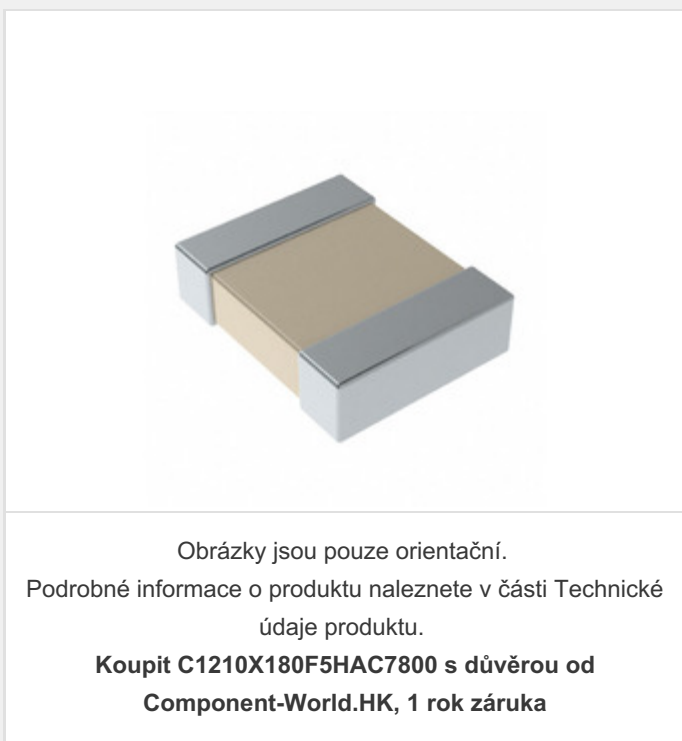 Obrázky jsou pouze orientační.
Podrobné informace o produktu naleznete v části Technické
údaje produktu.
Koupit C1210X180F5HAC7800 s důvěrou od
Component-World.HK, 1 rok záruka